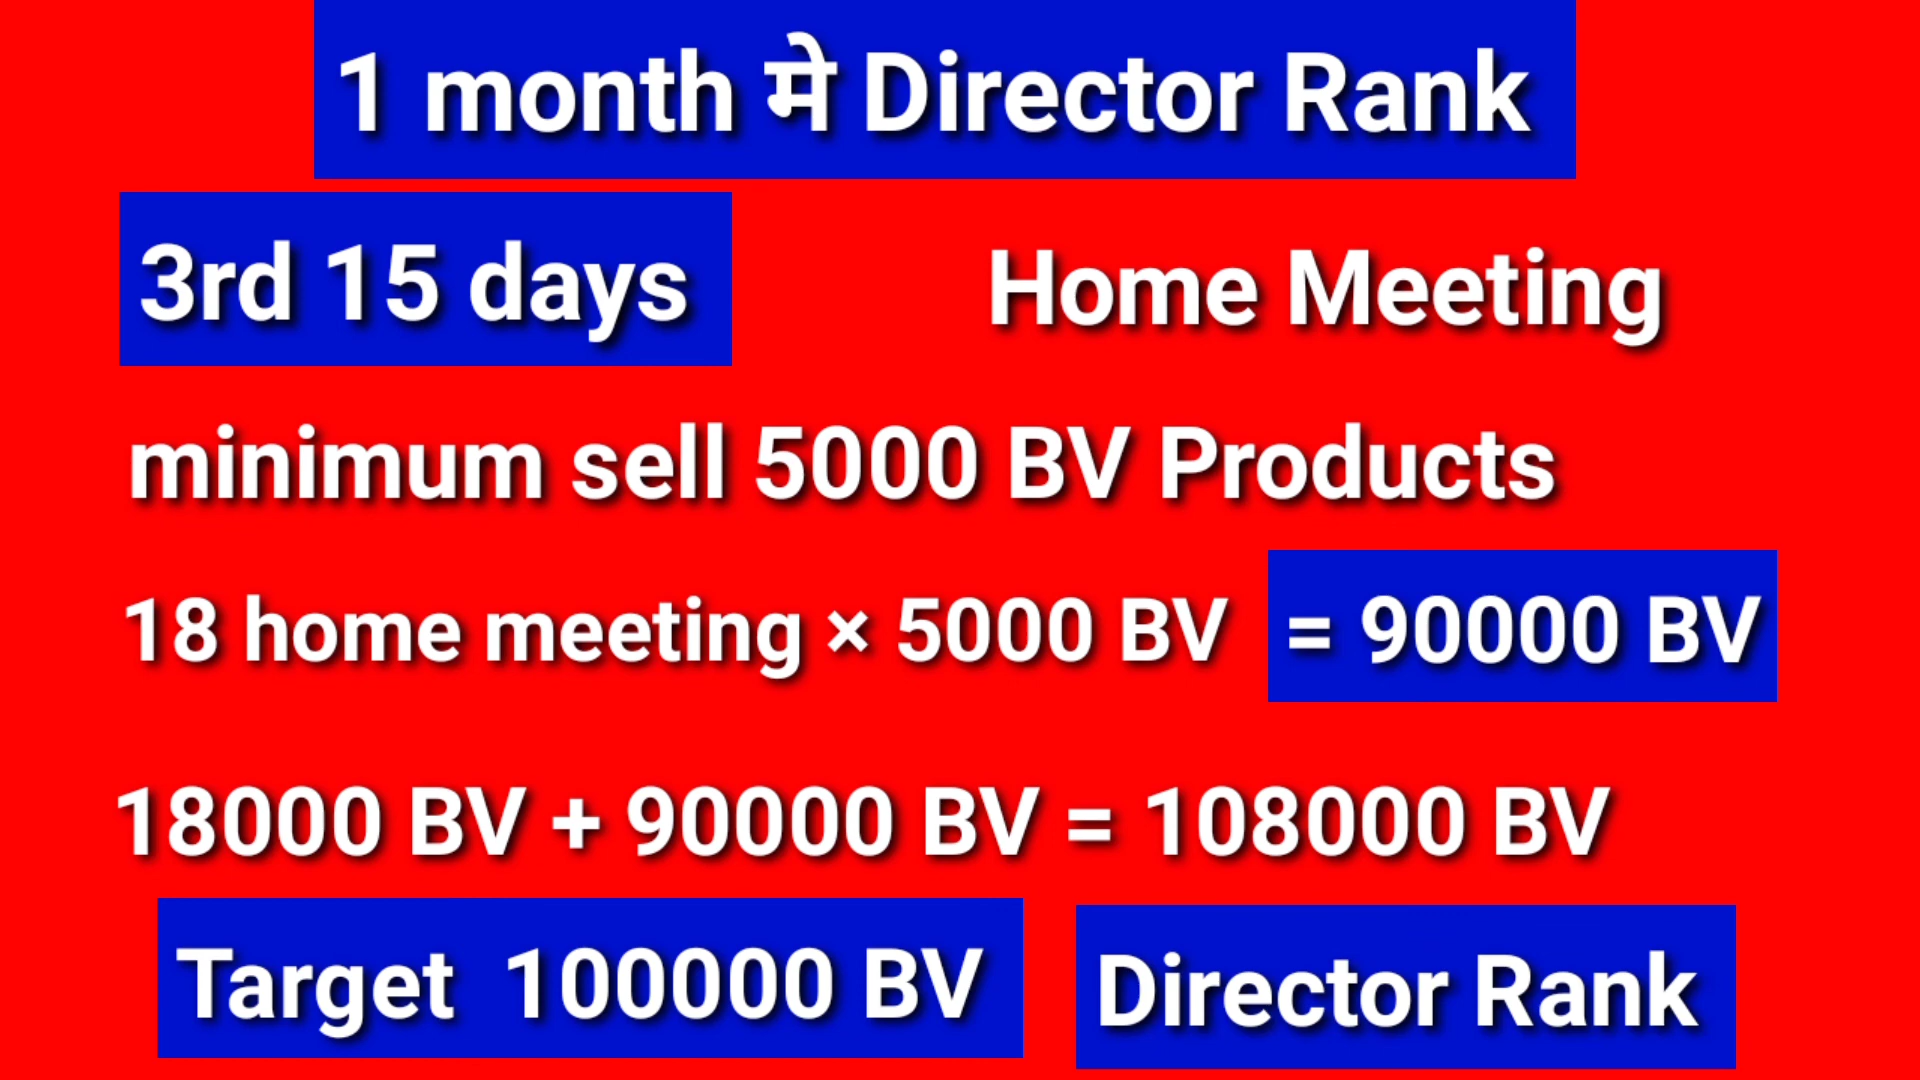 1 month मे Director Rank
3rd 15 days Home Meeting
minimum sell 5000 BV Products
18 home meeting × 5000 BV = 90000 BV
18000 BV + 90000 BV = 108000 BV
Target 100000 BV Director Rank